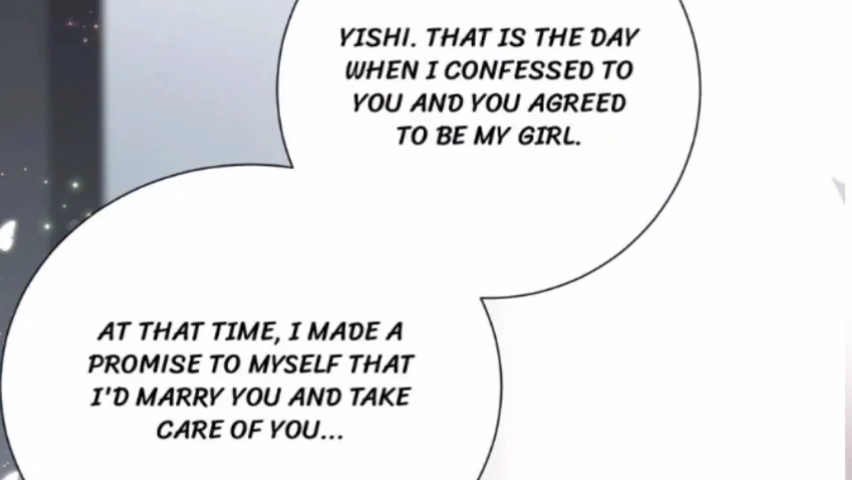 YISHI. THAT IS THE DAY
WHEN I CONFESSED TO
YOU AND YOU AGREED
TO BE MY GIRL.
AT THAT TIME, I MADE A
PROMISE TO MYSELF THAT
I'D MARRY YOU AND TAKE
CARE OF YOU...